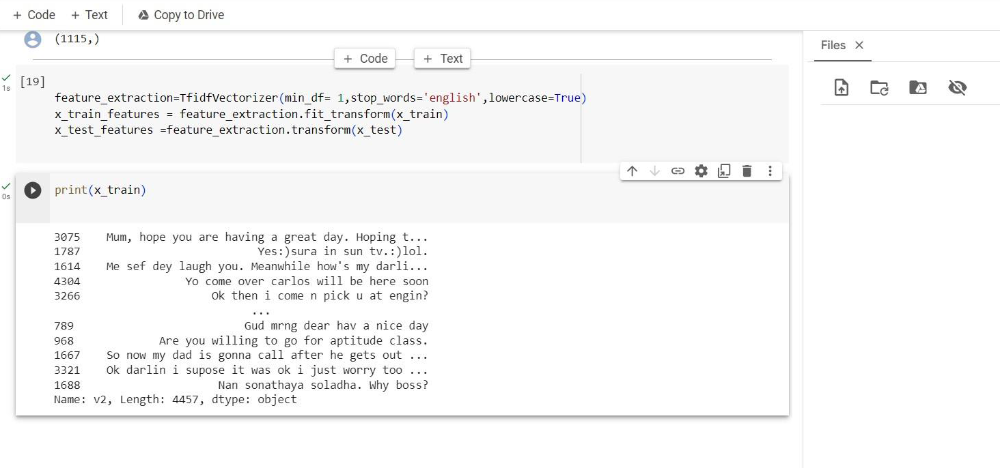 + Code + Text Copy to Drive
(1115,)
Files ×
+ Code + Text
[19]
1s
feature_extraction=TfidfVectorizer(min_df= 1,stop_words='english',lowercase=True)
x_train_features = feature_extraction.fit_transform(x_train)
x_test_features =feature_extraction.transform(x_test)
0s
print(x_train)
3075 Mum, hope you are having a great day. Hoping t...
1787 Yes:)sura in sun tv.:)lol.
1614 Me sef dey laugh you. Meanwhile how's my darli...
4304 Yo come over carlos will be here soon
3266 Ok then i come n pick u at engin?
...
789 Gud mrng dear hav a nice day
968 Are you willing to go for aptitude class.
1667 So now my dad is gonna call after he gets out ...
3321 Ok darlin i supose it was ok i just worry too ...
1688 Nan sonathaya soladha. Why boss?
Name: v2, Length: 4457, dtype: object